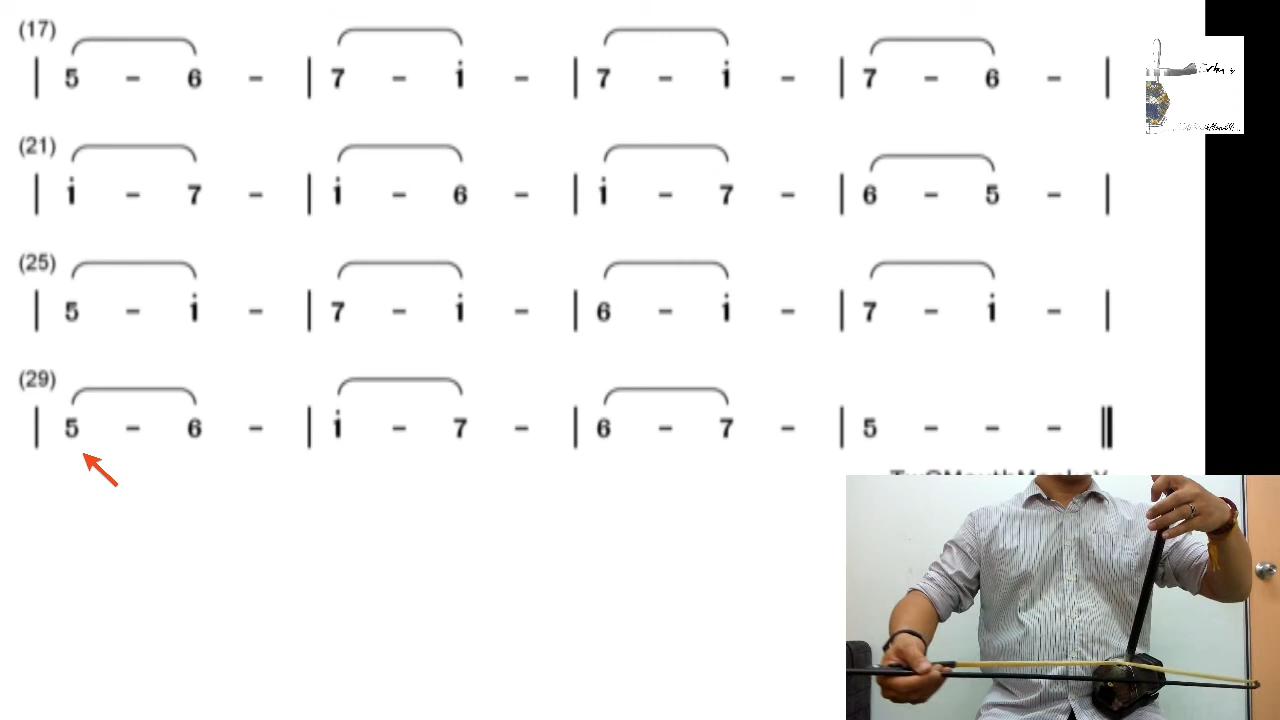 (17)
| 5 - 6 - | 7 - i - | 7 - i - | 7 - 6 - |
(21)
| i - 7 - | i - 6 - | i - 7 - | 6 - 5 - |
(25)
| 5 - i - | 7 - i - | 6 - i - | 7 - i - |
(29)
| 5 - 6 - | i - 7 - | 6 - 7 - | 5 - - - ||